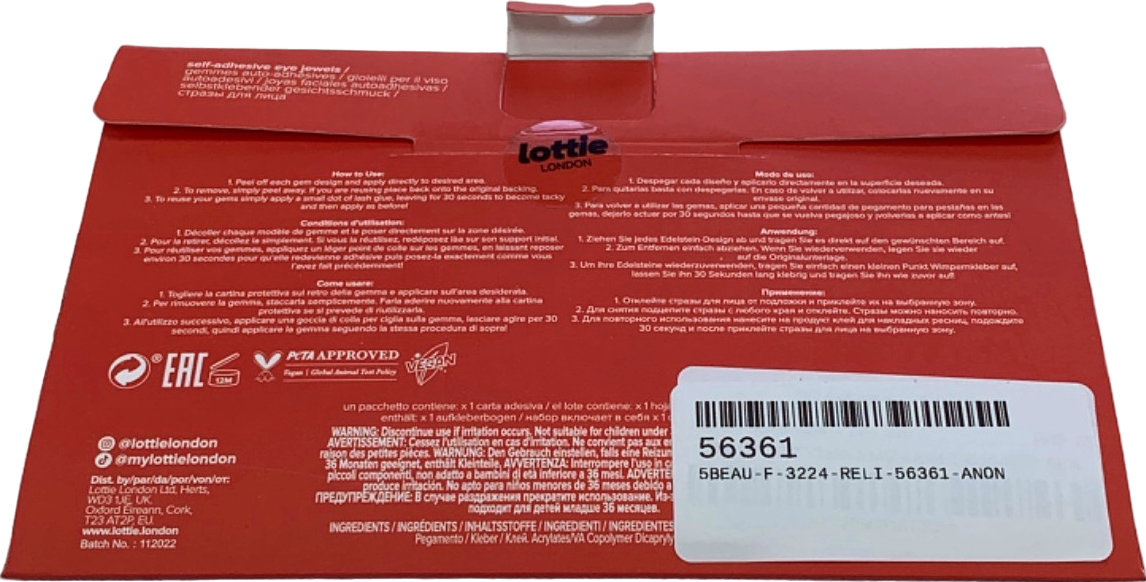 self-adhesive eye jewels /
gemmes auto-adhésives / gioielli per il viso
autoadesivi / joyas faciales autoadhesivas /
selbstklebender gesichtsschmuck /
стразы для лица
lottie
LONDON
How to Use:
1. Peel off each gem design and apply directly to desired area.
2. To remove, simply peel away. If you are reusing place back onto the original backing.
3. To reuse your gems simply apply a small dot of lash glue, leaving for 30 seconds to become tacky
and then apply as before!
Conditions d'utilisation:
1. Décoller chaque modèle de gemme et le poser directement sur la zone désirée.
2. Pour la retirer, décollez la simplement. Si vous la réutilisez, redéposez lia sur son support initial.
3. Pour réutiliser vos gemmes, appliquez un léger point de colle sur les gemmes, en laissant reposer
environ 30 secondes pour qu'elle redevienne adhésive puis posez-la exactement comme vous
l'avez fait précédemment!
Come usare:
1. Togliere la cartina protettiva sul retro della gemma e applicare sull'area desiderata.
2. Per rimuovere la gemma, staccarla semplicemente. Farla aderire nuovamente alla cartina
protettiva se si prevede di riutilizzarla.
3. All'utilizzo successivo, applicare una goccia di colla per ciglia sulla gemma, lasciare agire per 30
secondi, quindi applicare la gemma seguendo la stessa procedura di sopra!
Modo de uso:
1. Despegar cada diseño y aplicarlo directamente en la superficie deseada.
2. Para quitarlas basta con despegarlas. En caso de volver a utilizar, colocarlas nuevamente en su
envase original.
3. Para volver a utilizar las gemas, aplicar una pequeña cantidad de pegamento para pestañas en las
gemas, dejarlo actuar por 30 segundos hasta que se vuelva pegajoso y ¡volverlas a aplicar como antes!
Anwendung:
1. Ziehen Sie jedes Edelstein-Design ab und tragen Sie es direkt auf den gewünschten Bereich auf.
2. Zum Entfernen einfach abziehen. Wenn Sie wiederverwenden, legen Sie sie wieder
auf die Originalunterlage.
3. Um Ihre Edelsteine wiederzuverwenden, tragen Sie einfach einen kleinen Punkt Wimpernkleber auf,
lassen Sie ihn 30 Sekunden lang klebrig und tragen Sie ihn wie zuvor auf!
Применение:
1. Отклейте стразы для лица от подложки и приклейте их на выбранную зону.
2. Для снятия подцепите стразы с любого края и отклейте. Стразы можно наносить повторно.
3. Для повторного использования нанесите на продукт клей для накладных ресниц, подождите
30 секунд и после приклейте стразы для лица на выбранную зону.
® EAC 12M PETA APPROVED VEGAN
Vegan | Global Animal Test Policy
un pacchetto contiene: x 1 carta adesiva / el lote contiene: x 1 hoja
enthält: x 1 aufkleberbogen / набор включает в себя x 1
WARNING: Discontinue use if irritation occurs. Not suitable for children under
AVERTISSEMENT: Cessez l'utilisation en cas d'irritation. Ne convient pas aux
raison des petites pièces. WARNUNG: Den Gebrauch einstellen, falls eine
36 Monaten geeignet, enthält Kleinteile. AVVERTENZA: Interrompere l'uso in
piccoli componenti, non adatto a bambini di età inferiore a 36 mesi.
produce irritación. No apto para niños menores de 36 meses debido a
ПРЕДУПРЕЖДЕНИЕ: В случае раздражения прекратите использование. Из-
подходит для детей младше 36 месяцев.
INGREDIENTS / INGRÉDIENTS / INHALTSSTOFFE / INGREDIENTI / INGREDIENTES
Pegamento / Kleber / Клей. Acrylates/VA Copolymer
@lottielondon
@mylottielondon
Dist. by/par/da/por/von/от:
Lottie London Ltd, Herts,
WD3 1JE, UK.
Oxford Eireann, Cork,
T23 AT2P, EU.
www.lottie.london
Batch No. : 112022
56361
5BEAU-F-3224-RELI-56361-ANON